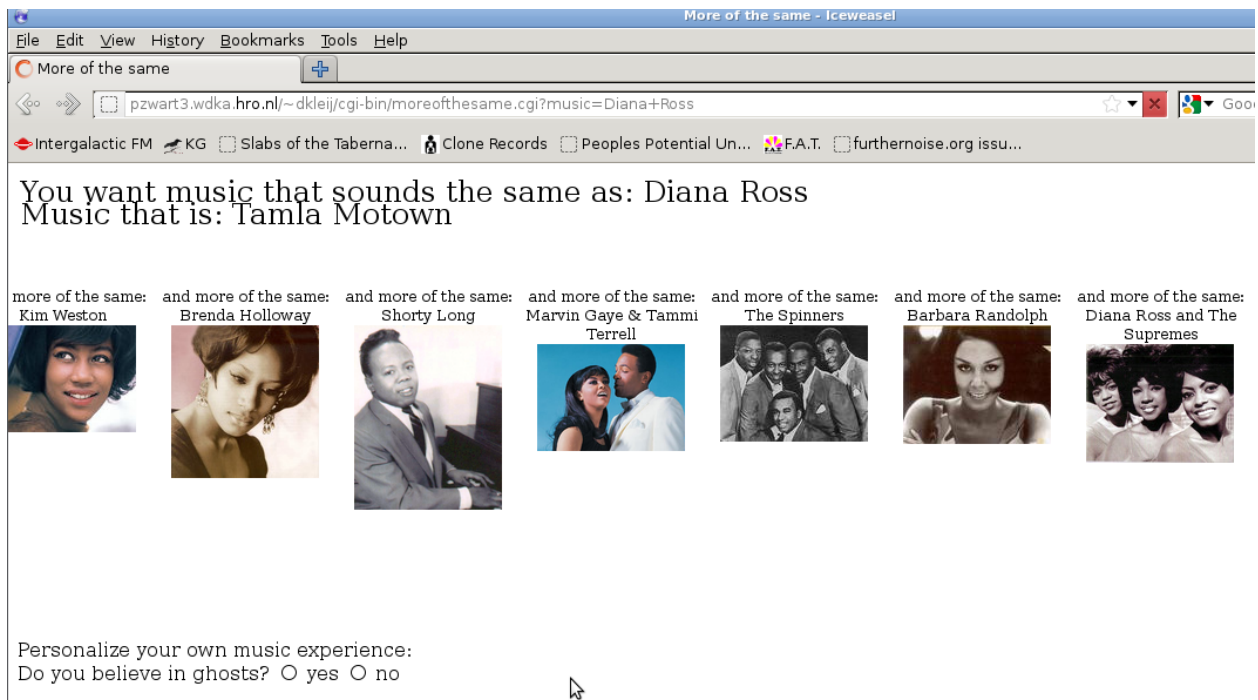 More of the same - Iceweasel
File Edit View History Bookmarks Tools Help
More of the same
pzwart3.wdka.hro.nl/~dkleij/cgi-bin/moreofthesame.cgi?music=Diana+Ross
Goo
Intergalactic FM KG Slabs of the Taberna... Clone Records Peoples Potential Un... F.A.T. furthernoise.org issu...
You want music that sounds the same as: Diana Ross
Music that is: Tamla Motown
more of the same:
Kim Weston
and more of the same:
Brenda Holloway
and more of the same:
Shorty Long
and more of the same:
Marvin Gaye & Tammi
Terrell
and more of the same:
The Spinners
and more of the same:
Barbara Randolph
and more of the same:
Diana Ross and The
Supremes
Personalize your own music experience:
Do you believe in ghosts? yes no